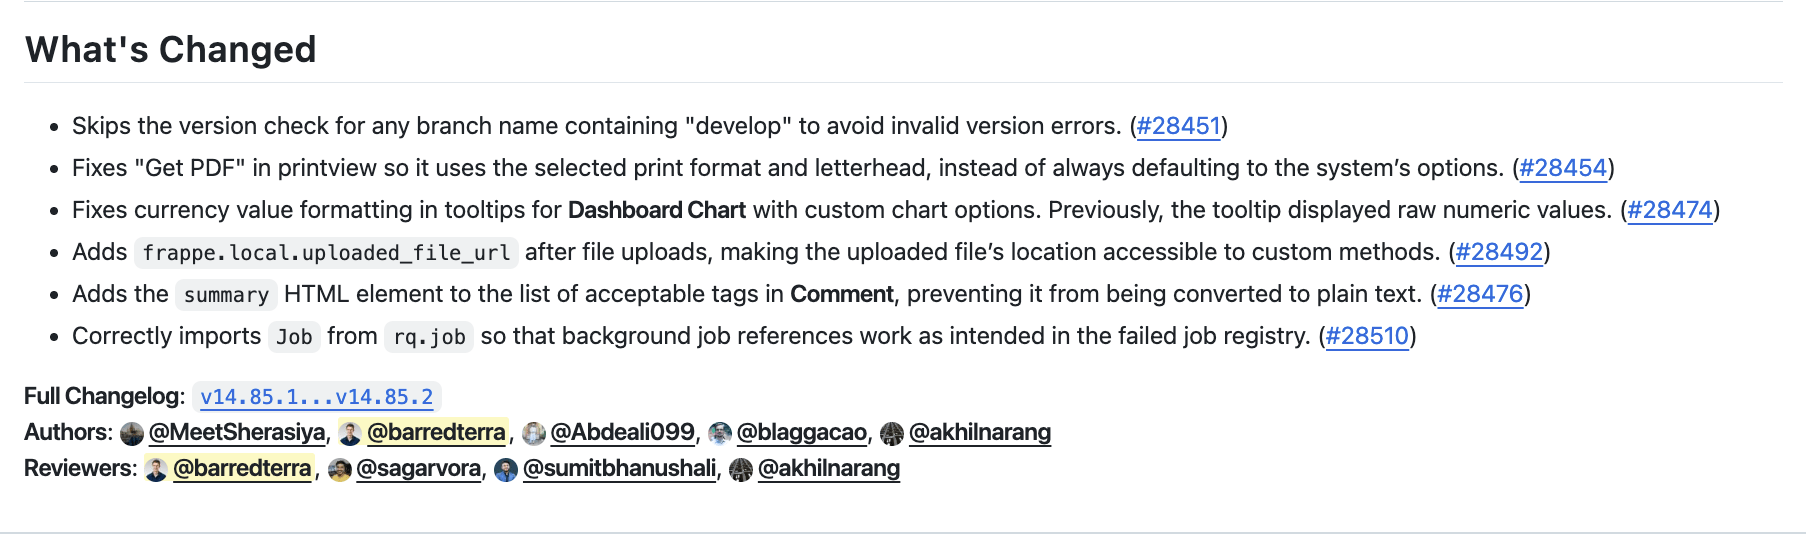 What's Changed
• Skips the version check for any branch name containing "develop" to avoid invalid version errors. (#28451)
• Fixes "Get PDF" in printview so it uses the selected print format and letterhead, instead of always defaulting to the system’s options. (#28454)
• Fixes currency value formatting in tooltips for Dashboard Chart with custom chart options. Previously, the tooltip displayed raw numeric values. (#28474)
• Adds frappe.local.uploaded_file_url after file uploads, making the uploaded file’s location accessible to custom methods. (#28492)
• Adds the summary HTML element to the list of acceptable tags in Comment, preventing it from being converted to plain text. (#28476)
• Correctly imports Job from rq.job so that background job references work as intended in the failed job registry. (#28510)
Full Changelog: v14.85.1...v14.85.2
Authors: @MeetSherasiya, @barredterra, @Abdeali099, @blaggacao, @akhilnarang
Reviewers: @barredterra, @sagarvora, @sumitbhanushali, @akhilnarang